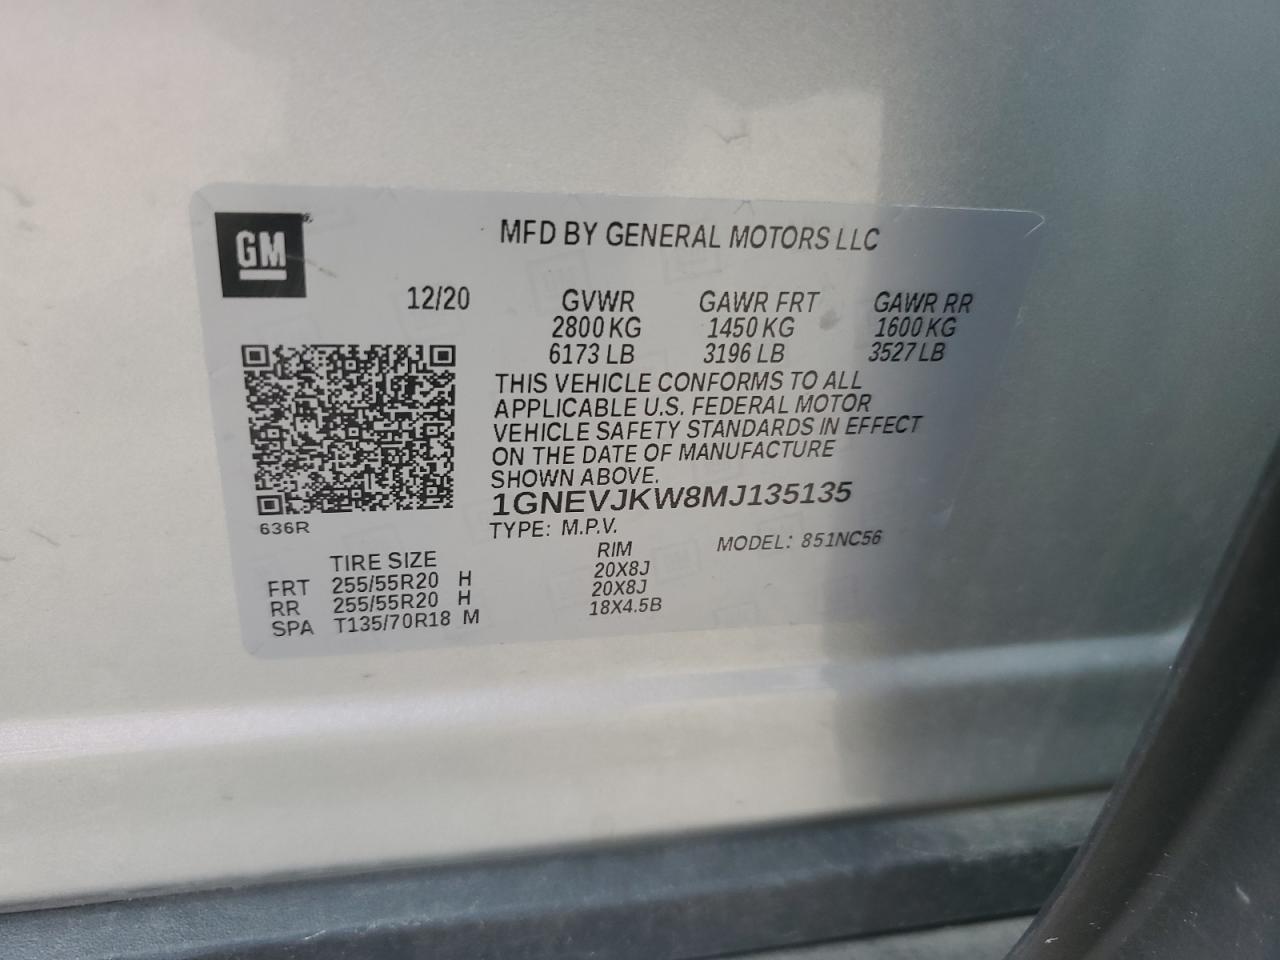 GM
MFD BY GENERAL MOTORS LLC
12/20 GVWR GAWR FRT GAWR RR
2800 KG 1450 KG 1600 KG
6173 LB 3196 LB 3527 LB
THIS VEHICLE CONFORMS TO ALL
APPLICABLE U.S. FEDERAL MOTOR
VEHICLE SAFETY STANDARDS IN EFFECT
ON THE DATE OF MANUFACTURE
SHOWN ABOVE.
1GNEVJKW8MJ135135
636R
TYPE: M.P.V. MODEL: 851NC56
TIRE SIZE RIM
FRT 255/55R20 H 20X8J
RR 255/55R20 H 20X8J
SPA T135/70R18 M 18X4.5B